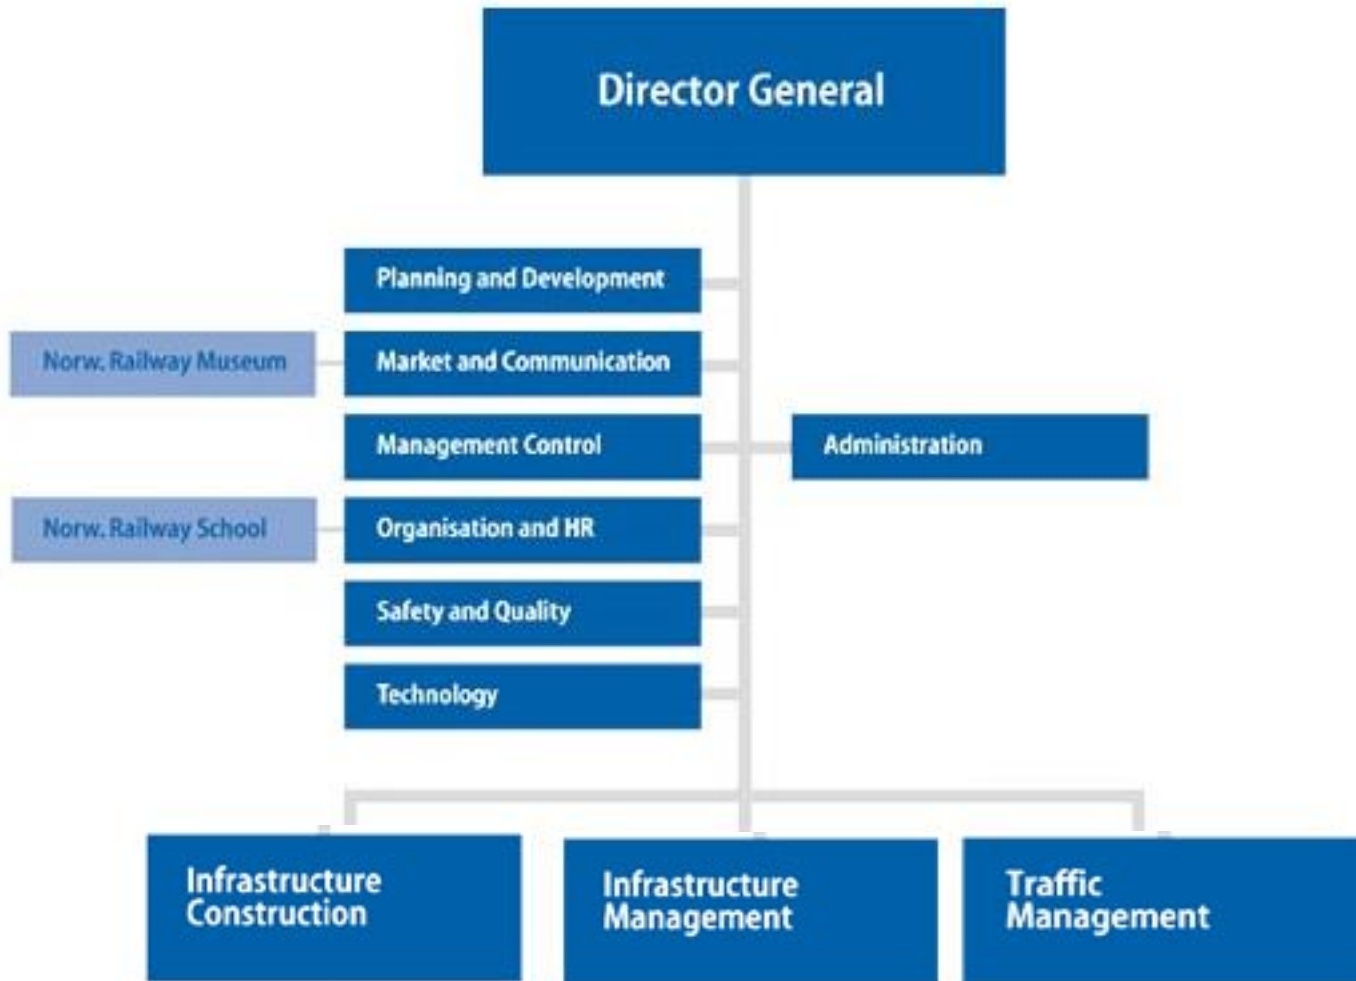 Director General
Planning and Development
Norw. Railway Museum
Market and Communication
Management Control
Administration
Norw. Railway School
Organisation and HR
Safety and Quality
Technology
Infrastructure
Construction
Infrastructure
Management
Traffic
Management